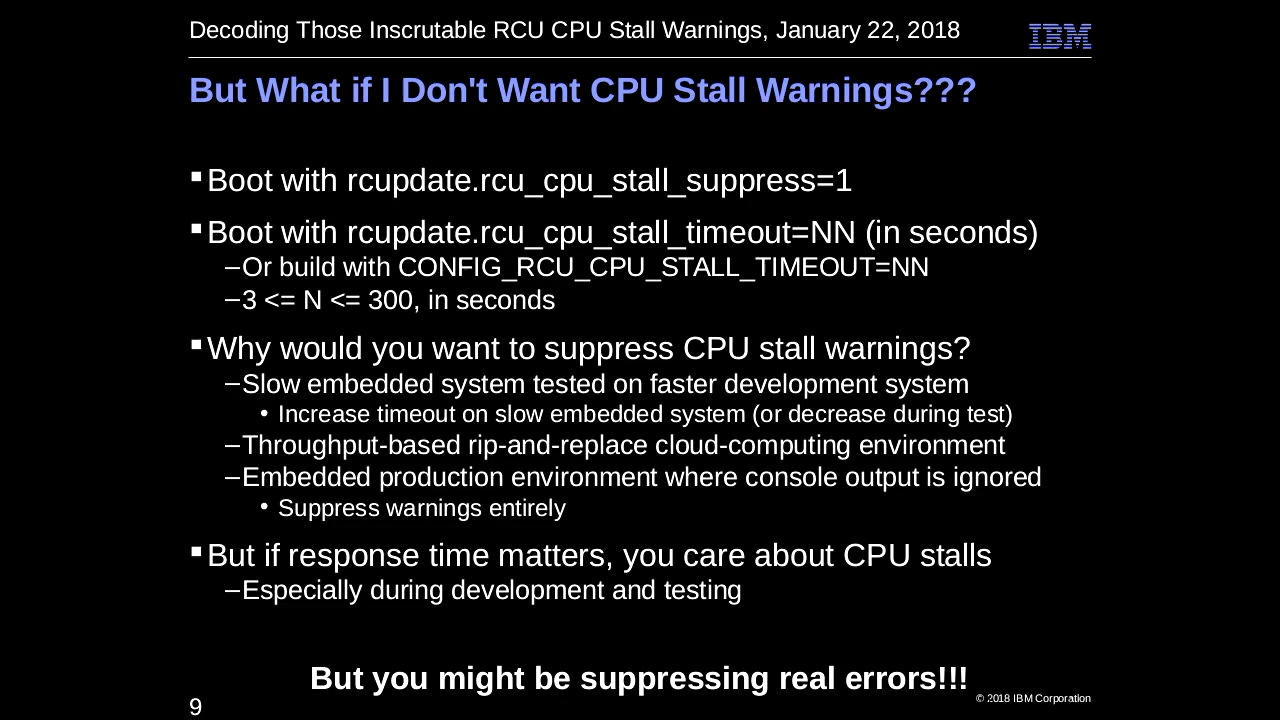 Decoding Those Inscrutable RCU CPU Stall Warnings, January 22, 2018
IBM
But What if I Don't Want CPU Stall Warnings???
▪Boot with rcupdate.rcu_cpu_stall_suppress=1
▪Boot with rcupdate.rcu_cpu_stall_timeout=NN (in seconds)
–Or build with CONFIG_RCU_CPU_STALL_TIMEOUT=NN
–3 <= N <= 300, in seconds
▪Why would you want to suppress CPU stall warnings?
–Slow embedded system tested on faster development system
• Increase timeout on slow embedded system (or decrease during test)
–Throughput-based rip-and-replace cloud-computing environment
–Embedded production environment where console output is ignored
• Suppress warnings entirely
▪But if response time matters, you care about CPU stalls
–Especially during development and testing
But you might be suppressing real errors!!!
9
© 2018 IBM Corporation